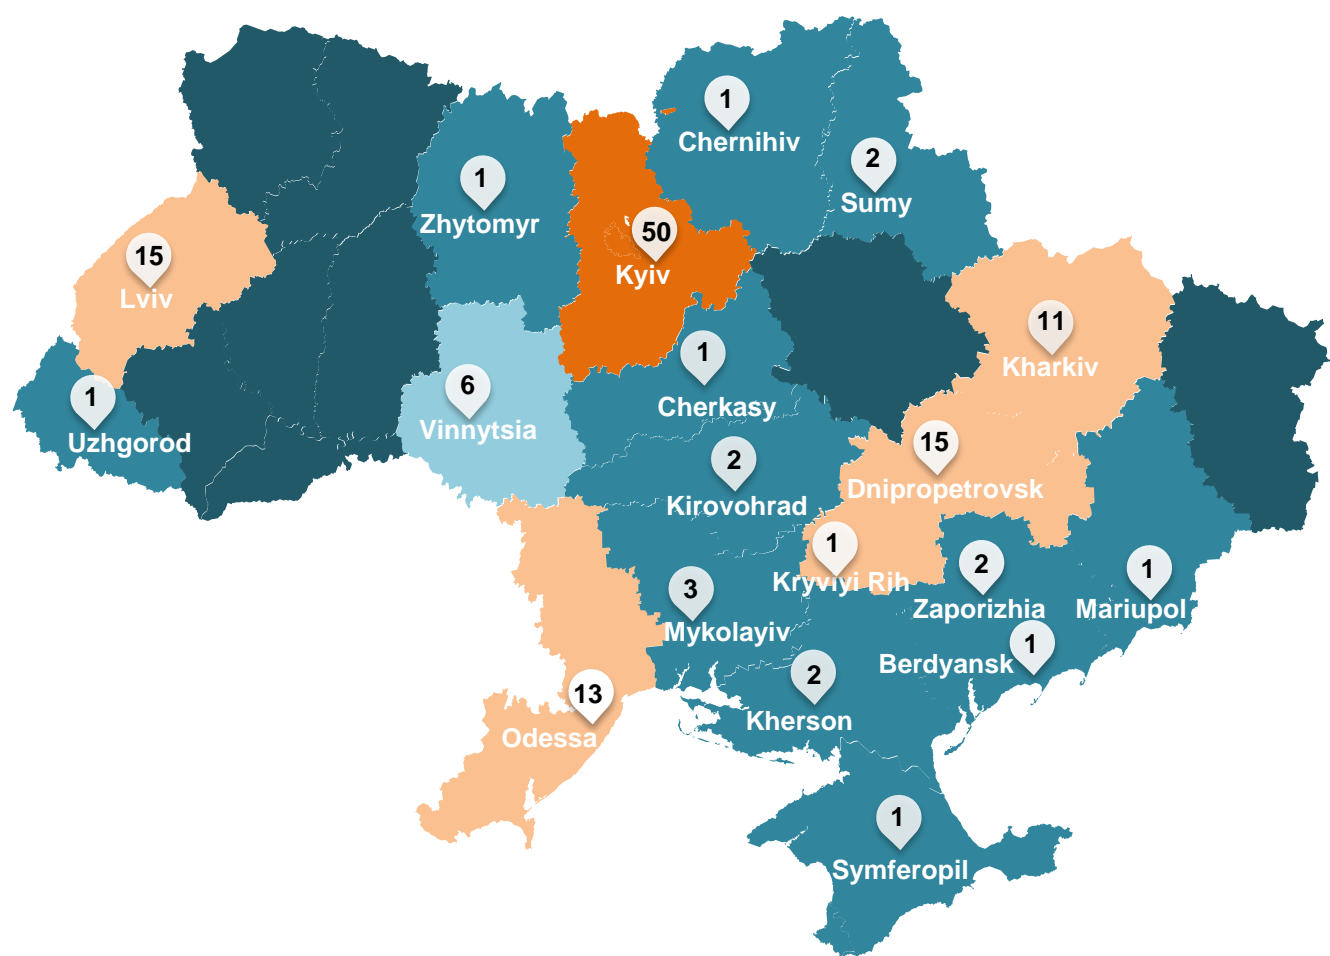 1
Chernihiv
2
Sumy
1
Zhytomyr
50
Kyiv
15
Lviv
11
Kharkiv
1
Cherkasy
6
Vinnytsia
1
Uzhgorod
15
Dnipropetrovsk
2
Kirovohrad
1
Kryviyi Rih
2
Zaporizhia
1
Mariupol
3
Mykolayiv
1
Berdyansk
2
Kherson
13
Odessa
1
Symferopil